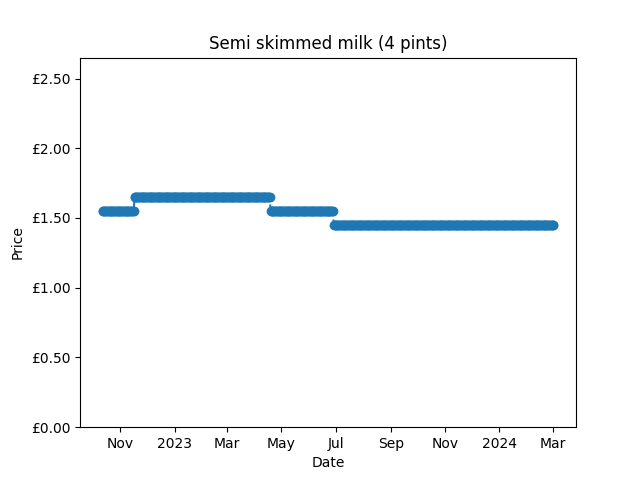 Semi skimmed milk (4 pints)
£2.50
£2.00
£1.50
£1.00
£0.50
£0.00
Price
Nov 2023 Mar May Jul Sep Nov 2024 Mar
Date